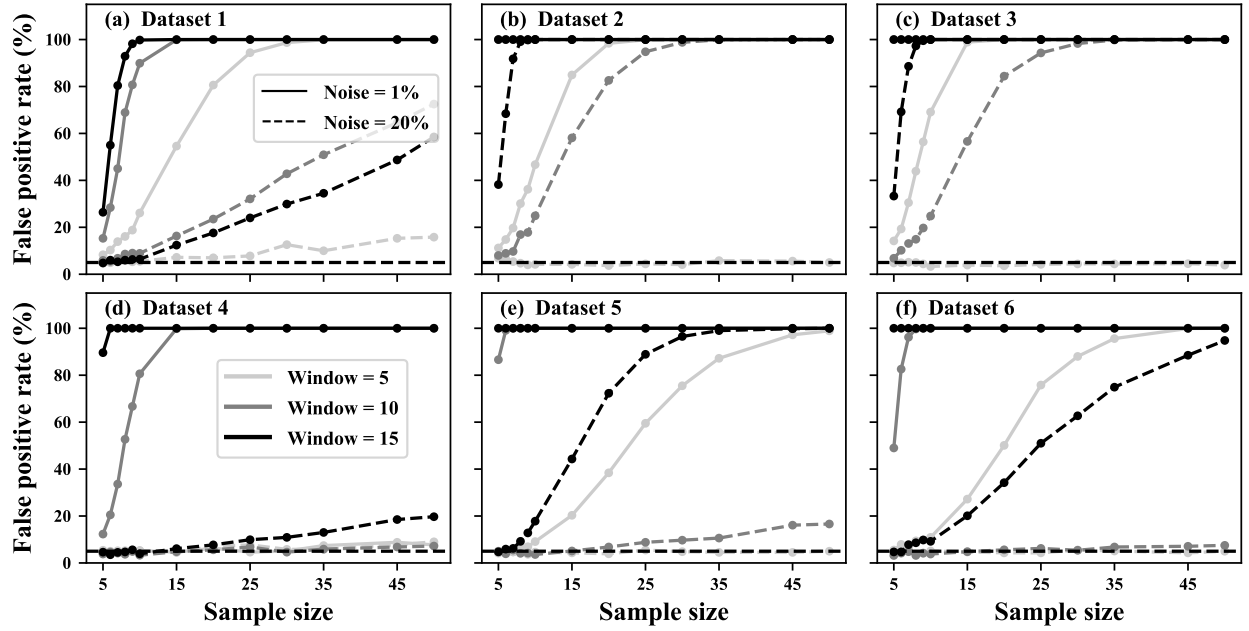 (a) Dataset 1
(b) Dataset 2
(c) Dataset 3
False positive rate (%)
100
80
60
40
20
0
Noise = 1%
Noise = 20%
(d) Dataset 4
(e) Dataset 5
(f) Dataset 6
False positive rate (%)
100
80
60
40
20
0
Window = 5
Window = 10
Window = 15
5 15 25 35 45
5 15 25 35 45
5 15 25 35 45
Sample size
Sample size
Sample size